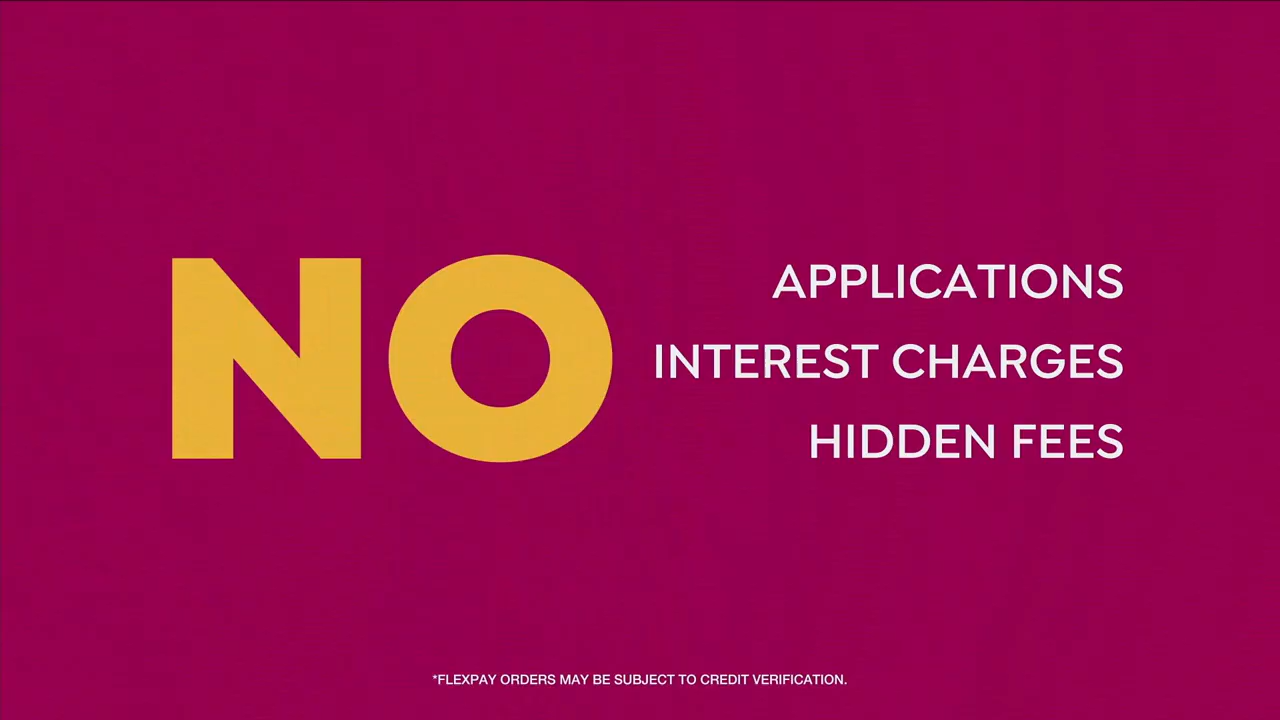 NO
APPLICATIONS
INTEREST CHARGES
HIDDEN FEES
*FLEXPAY ORDERS MAY BE SUBJECT TO CREDIT VERIFICATION.